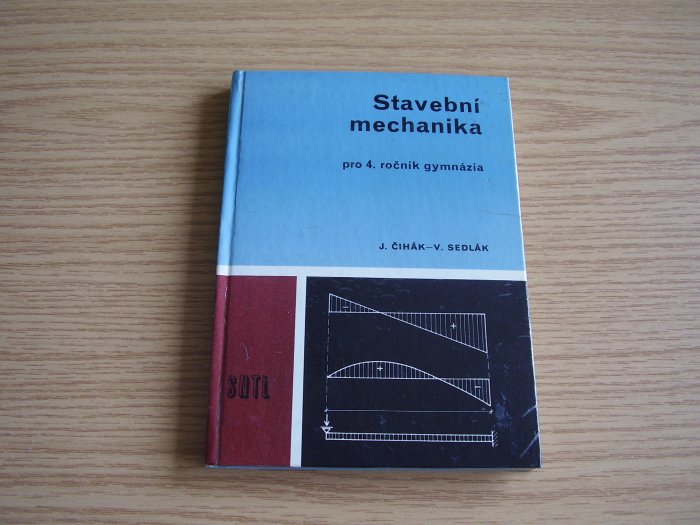 Stavební
mechanika
pro 4. ročník gymnázia
J. ČIHÁK–V. SEDLÁK
SNTL